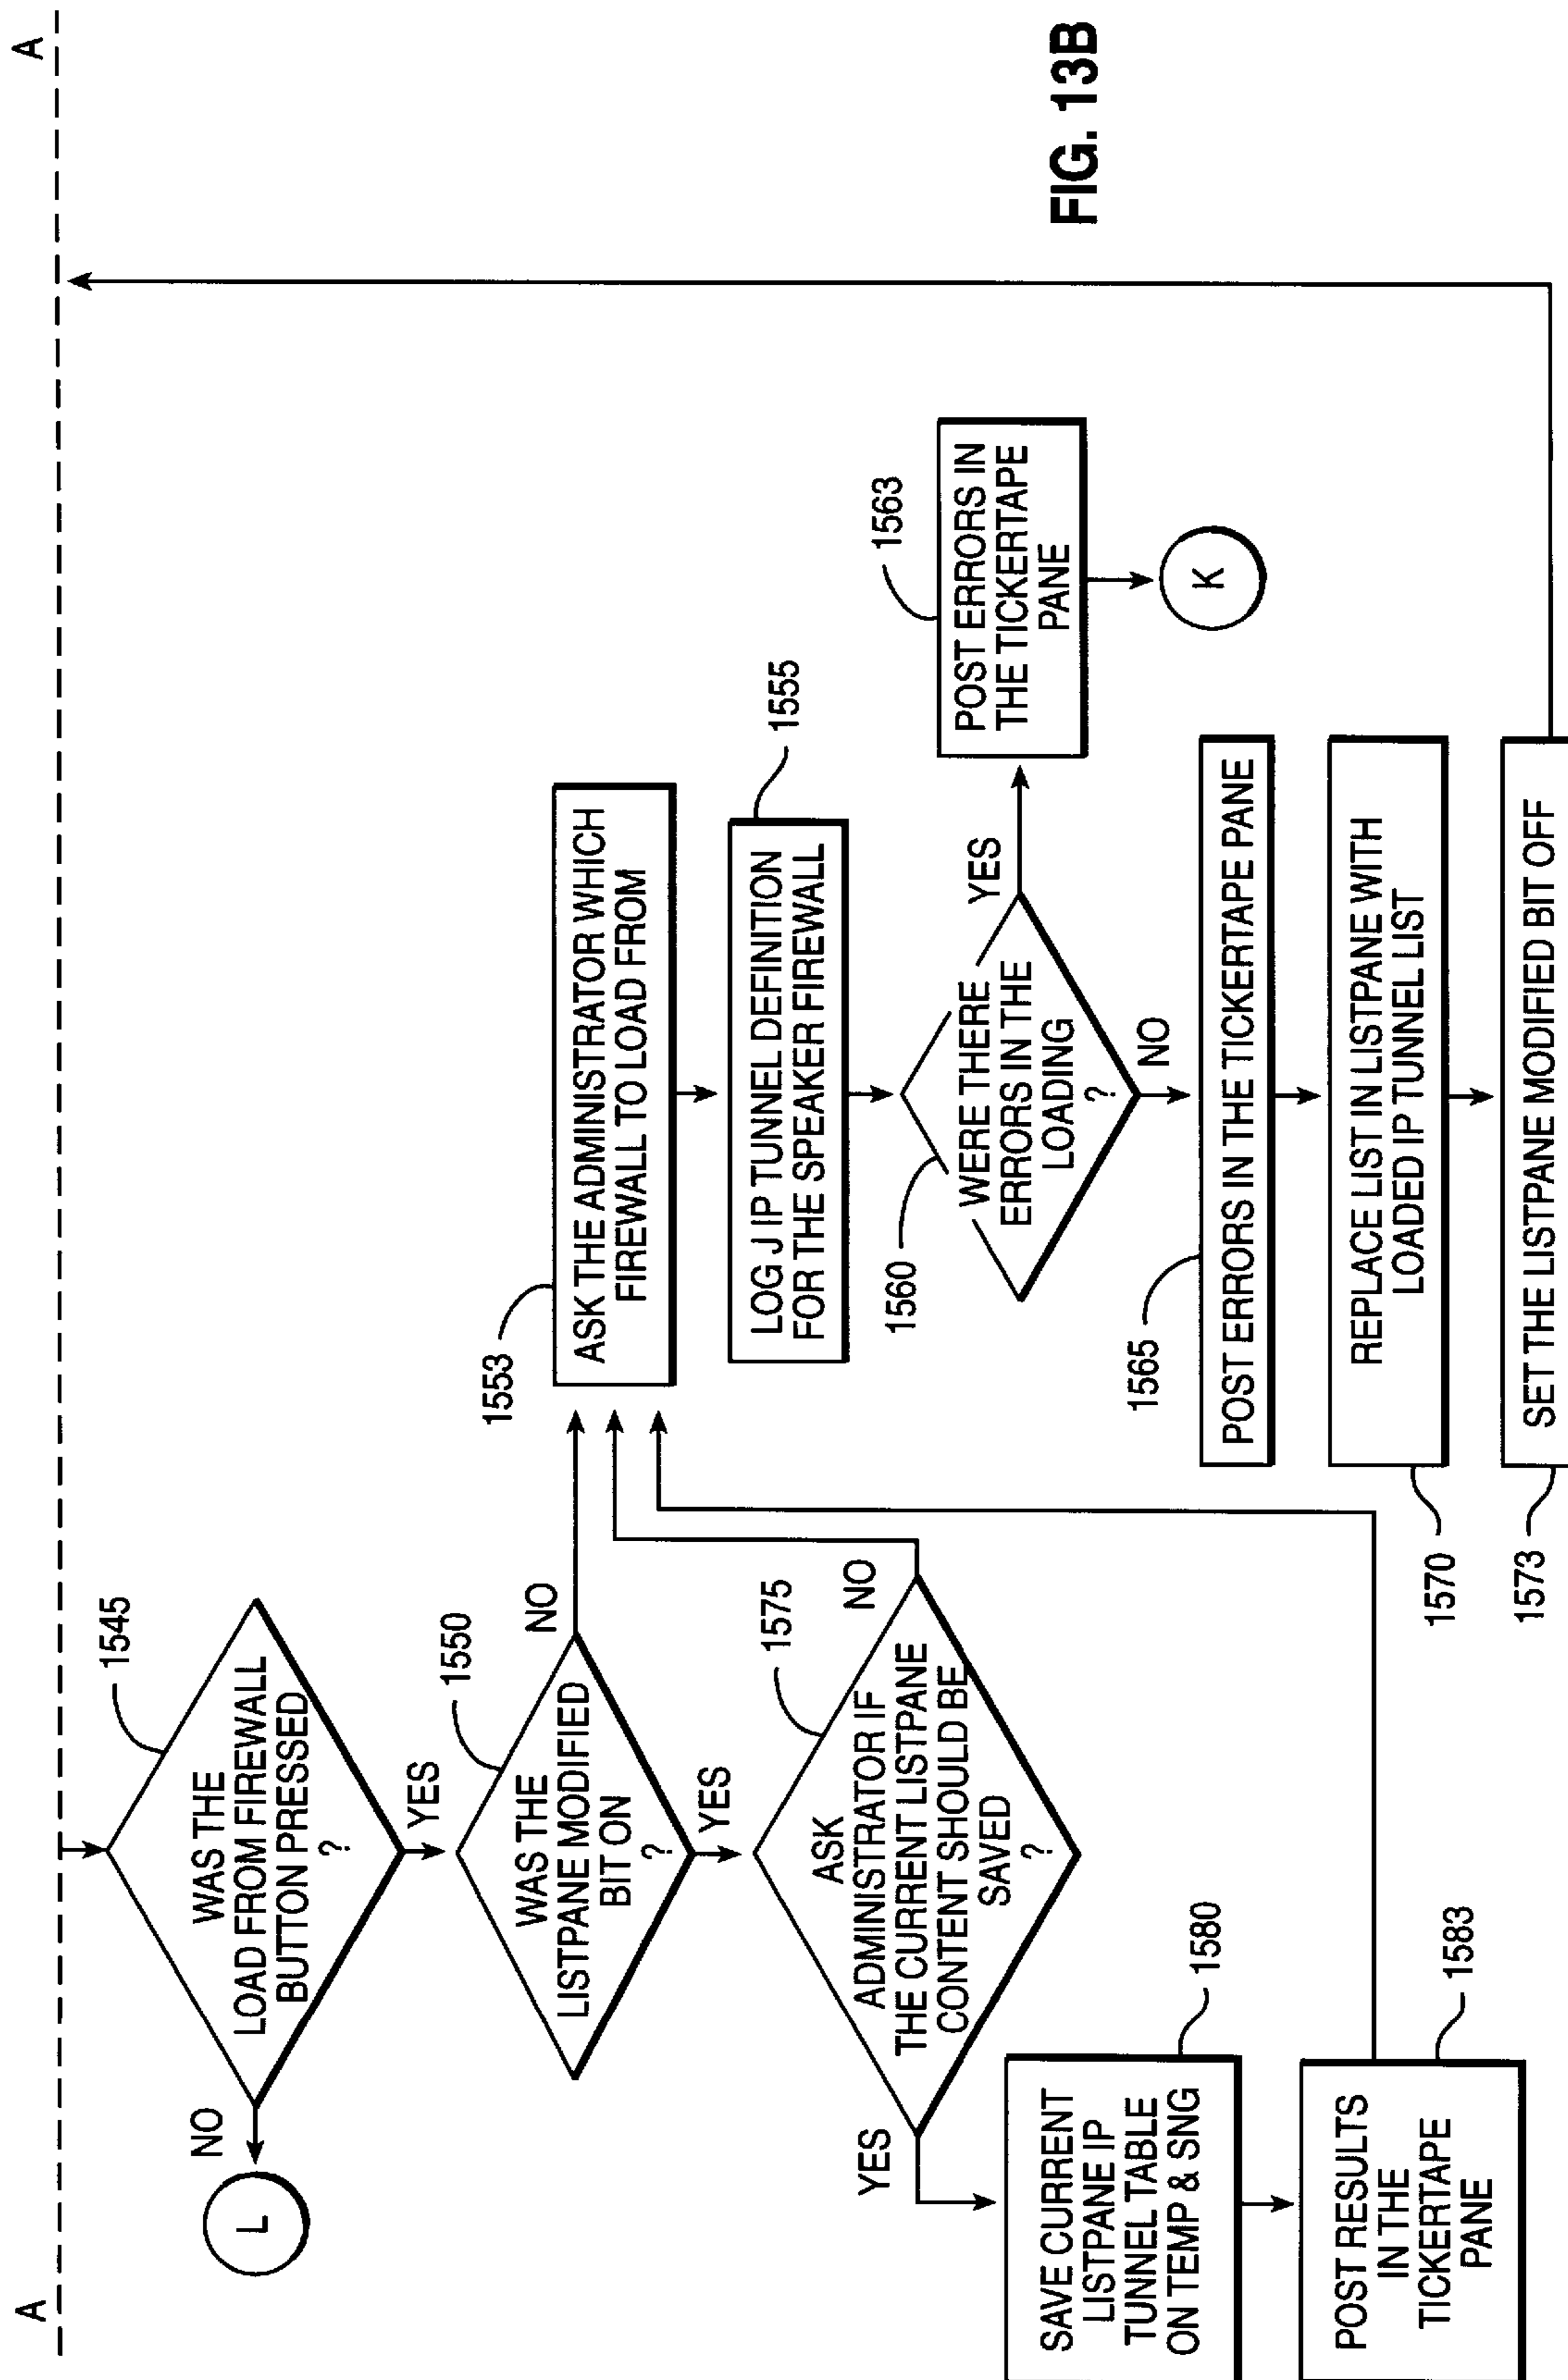 A
A
WAS THE
LOAD FROM FIREWALL
BUTTON PRESSED
?
1545
NO
L
YES
WAS THE
LISTPANE MODIFIED
BIT ON
?
1550
NO
YES
ASK
ADMINISTRATOR IF
THE CURRENT LISTPANE
CONTENT SHOULD BE
SAVED
?
1575
NO
YES
SAVE CURRENT
LISTPANE IP
TUNNEL TABLE
ON TEMP & SNG
1580
POST RESULTS
IN THE
TICKERTAPE
PANE
1583
1553
ASK THE ADMINISTRATOR WHICH
FIREWALL TO LOAD FROM
LOG J IP TUNNEL DEFINITION
FOR THE SPEAKER FIREWALL
1555
1560
WERE THERE
ERRORS IN THE
LOADING
?
YES
POST ERRORS IN
THE TICKERTAPE
PANE
1563
K
NO
1565
POST ERRORS IN THE TICKERTAPE PANE
REPLACE LIST IN LISTPANE WITH
LOADED IP TUNNEL LIST
1570
SET THE LISTPANE MODIFIED BIT OFF
1573
FIG. 13B